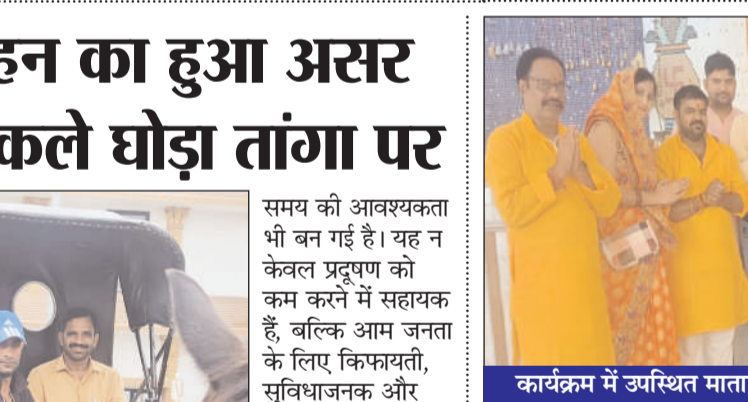 हन का हुआ असर
कले घोड़ा तांगा पर
समय की आवश्यकता
भी बन गई है। यह न
केवल प्रदूषण को
कम करने में सहायक
हैं, बल्कि आम जनता
के लिए किफायती,
सुविधाजनक और
कार्यक्रम में उपस्थित माता